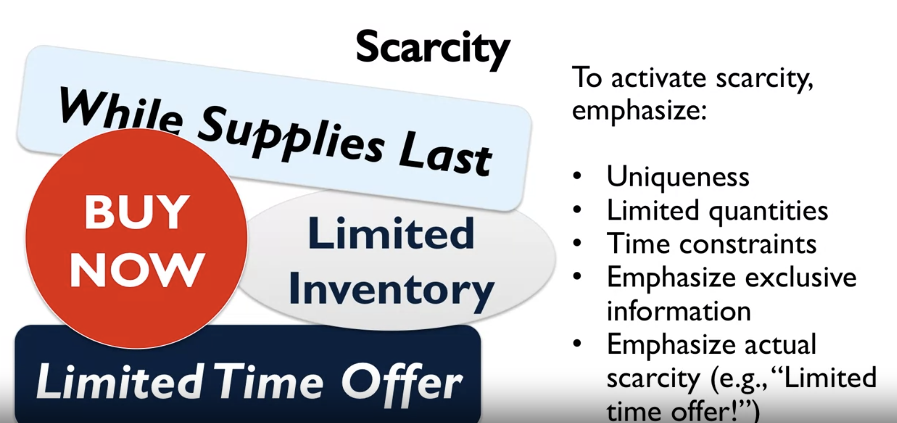 Scarcity
While Supplies Last
BUY
NOW
Limited
Inventory
Limited Time Offer
To activate scarcity,
emphasize:
• Uniqueness
• Limited quantities
• Time constraints
• Emphasize exclusive
information
• Emphasize actual
scarcity (e.g., “Limited
time offer!”)